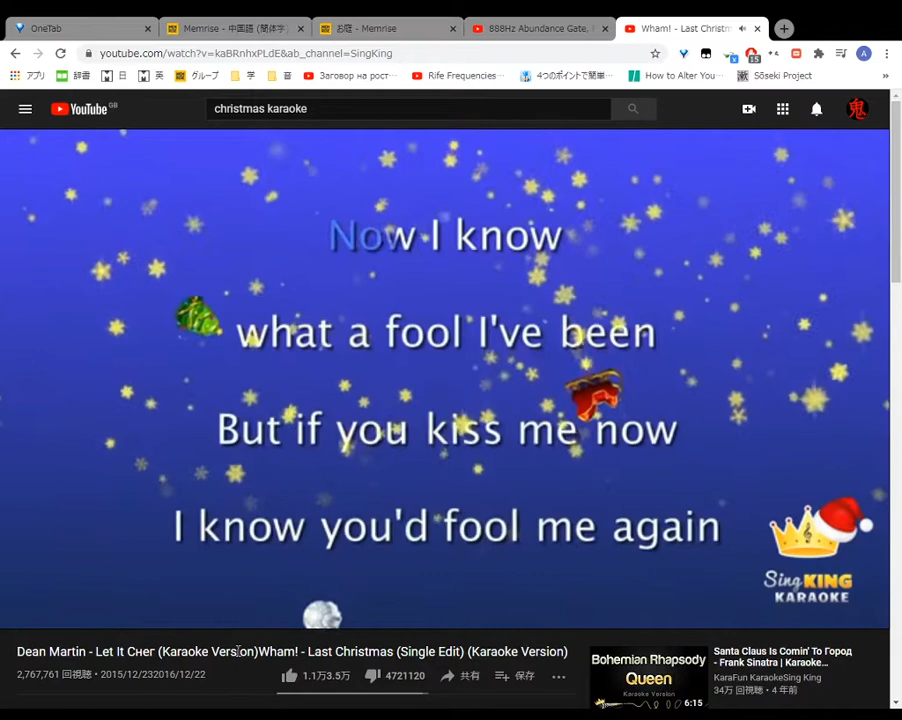 OneTab
Memrise - 中国語 (簡体字)
お庭 - Memrise
888Hz Abundance Gate,
Wham! - Last Christm
youtube.com/watch?v=kaBRnhxPLdE&ab_channel=SingKing
15
A
アプリ 辞書 日 英 グループ 学 音 Заговор на рост… Rife Frequencies… 4つのポイントで簡単… How to Alter You… Sōseki Project
YouTube GB
christmas karaoke
鬼
Now I know
what a fool I've been
But if you kiss me now
I know you'd fool me again
Sing KING
KARAOKE
Dean Martin - Let It Снег (Karaoke Version)Wham! - Last Christmas (Single Edit) (Karaoke Version)
2,767,761 回視聴・2015/12/232016/12/22
1.1万3.5万 4721120 共有 保存
Bohemian Rhapsody
Queen
Karaoke Version
6:15
Santa Claus Is Comin' To Город
- Frank Sinatra | Karaoke...
KaraFun KaraokeSing King
34万 回視聴・4 年前